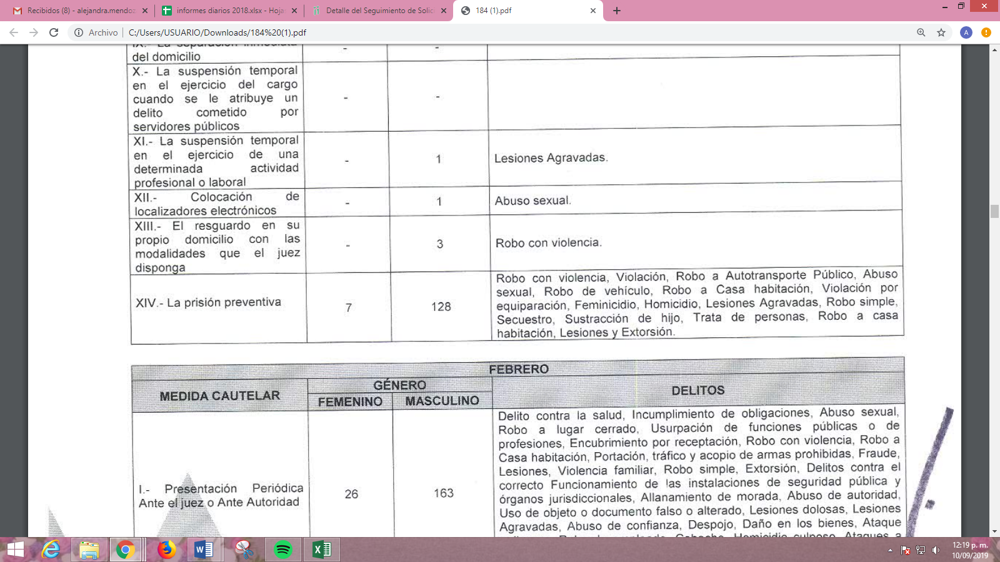 Recibidos (8) - alejandra.mendoz
informes diarios 2018.xlsx - Hoja
Detalle del Seguimiento de Solic
184 (1).pdf
Archivo
C:/Users/USUARIO/Downloads/184%20(1).pdf
A
IX.- La separación inmediata
del domicilio
-
-
X.- La suspensión temporal
en el ejercicio del cargo
cuando se le atribuye un
delito cometido por
servidores públicos
-
-
XI.- La suspensión temporal
en el ejercicio de una
determinada actividad
profesional o laboral
-
1
Lesiones Agravadas.
XII.- Colocación de
localizadores electrónicos
-
1
Abuso sexual.
XIII.- El resguardo en su
propio domicilio con las
modalidades que el juez
disponga
-
3
Robo con violencia.
XIV.- La prisión preventiva
7
128
Robo con violencia, Violación, Robo a Autotransporte Público, Abuso
sexual, Robo de vehículo, Robo a Casa habitación, Violación por
equiparación, Feminicidio, Homicidio, Lesiones Agravadas, Robo simple,
Secuestro, Sustracción de hijo, Trata de personas, Robo a casa
habitación, Lesiones y Extorsión.
FEBRERO
MEDIDA CAUTELAR
GÉNERO
FEMENINO
MASCULINO
DELITOS
I.- Presentación Periódica
Ante el juez o Ante Autoridad
26
163
Delito contra la salud, Incumplimiento de obligaciones, Abuso sexual,
Robo a lugar cerrado, Usurpación de funciones públicas o de
profesiones, Encubrimiento por receptación, Robo con violencia, Robo a
Casa habitación, Portación, tráfico y acopio de armas prohibidas, Fraude,
Lesiones, Violencia familiar, Robo simple, Extorsión, Delitos contra el
correcto Funcionamiento de las instalaciones de seguridad pública y
órganos jurisdiccionales, Allanamiento de morada, Abuso de autoridad,
Uso de objeto o documento falso o alterado, Lesiones dolosas, Lesiones
Agravadas, Abuso de confianza, Despojo, Daño en los bienes, Ataque
Cohecho, Homicidio culposo, Ataques a
12:19 p. m.
10/09/2019